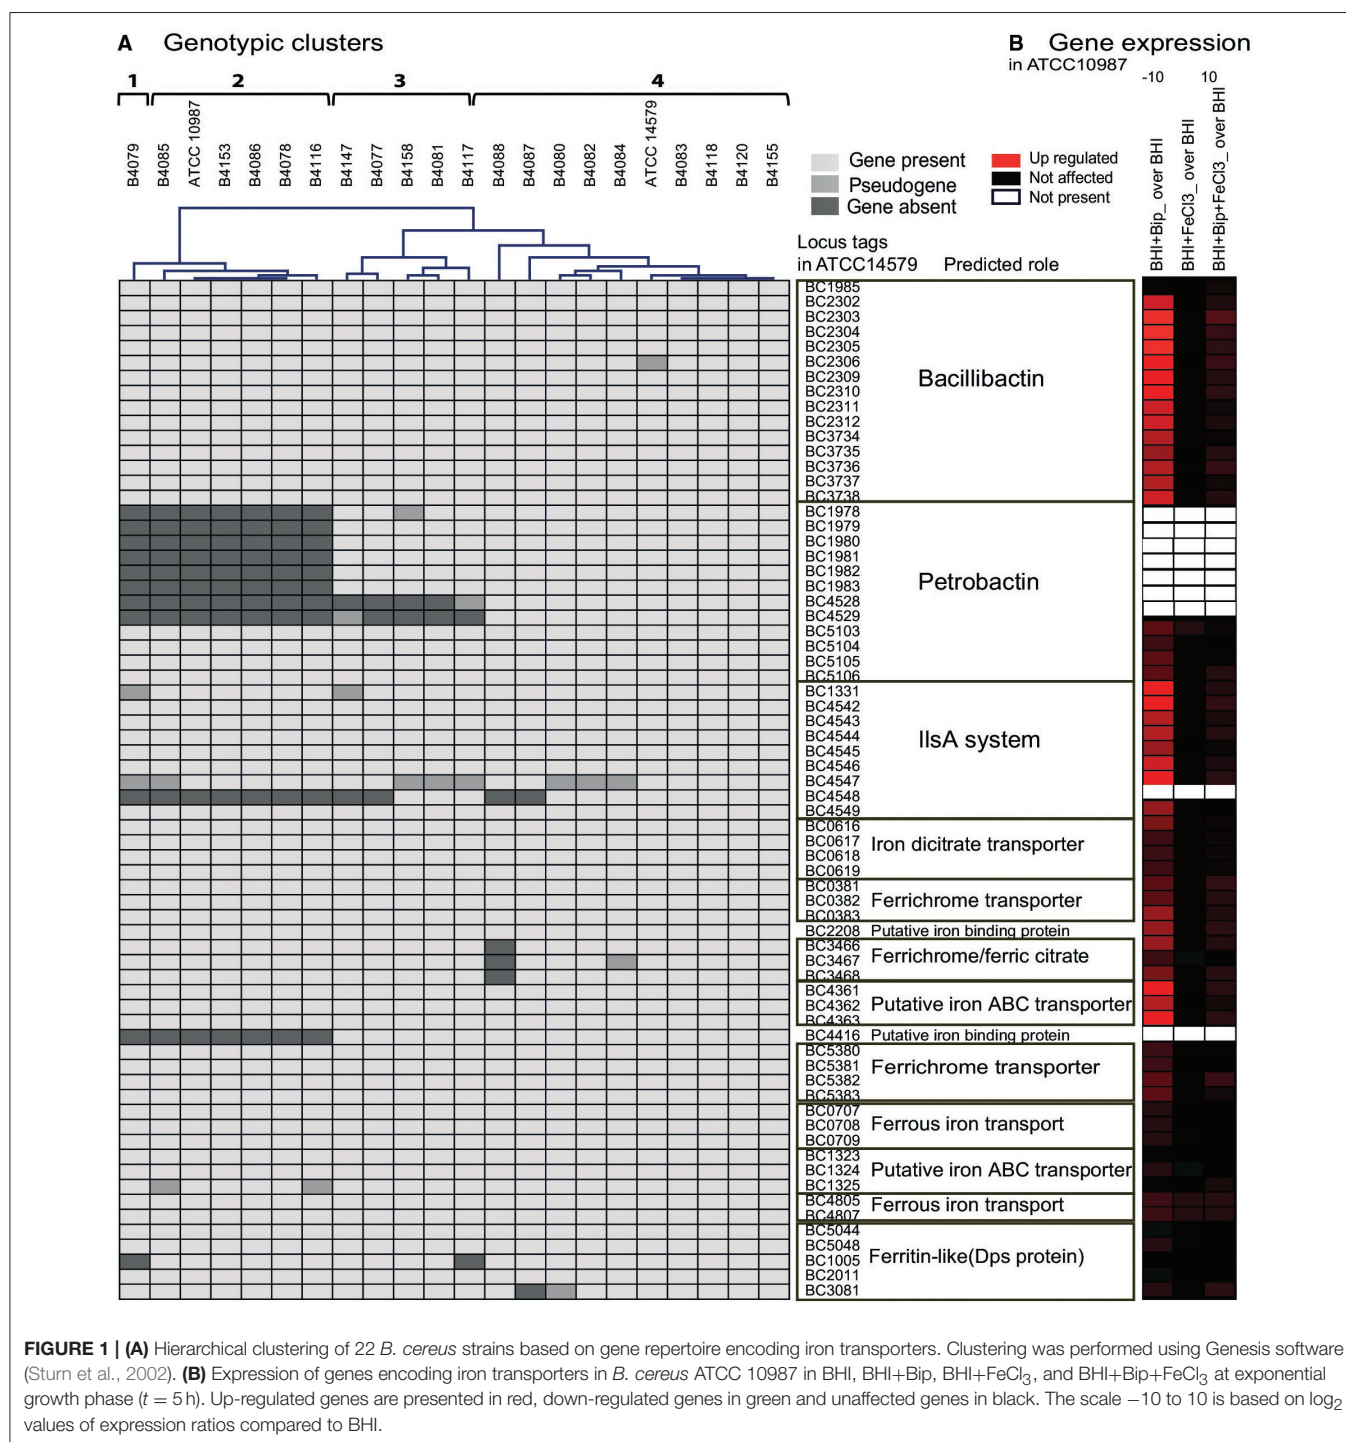 A Genotypic clusters
B Gene expression
in ATCC10987
-10 10
1 2 3 4
B4079
B4085
ATCC 10987
B4153
B4086
B4078
B4116
B4147
B4077
B4158
B4081
B4117
B4088
B4087
B4080
B4082
B4084
ATCC 14579
B4083
B4118
B4120
B4155
Gene present
Pseudogene
Gene absent
Up regulated
Not affected
Not present
BHI+Bip_ over BHI
BHI+FeCl3_ over BHI
BHI+Bip+FeCl3_ over BHI
Locus tags
in ATCC14579 Predicted role
BC1985
BC2302
BC2303
BC2304
BC2305
BC2306
BC2309
BC2310
BC2311
BC2312
BC3734
BC3735
BC3736
BC3737
BC3738
Bacillibactin
BC1978
BC1979
BC1980
BC1981
BC1982
BC1983
BC4528
BC4529
BC5103
BC5104
BC5105
BC5106
Petrobactin
BC1331
BC4542
BC4543
BC4544
BC4545
BC4546
BC4547
BC4548
BC4549
IlsA system
BC0616
BC0617
BC0618
BC0619
Iron dicitrate transporter
BC0381
BC0382
BC0383
Ferrichrome transporter
BC2208 Putative iron binding protein
BC3466
BC3467
BC3468
Ferrichrome/ferric citrate
BC4361
BC4362
BC4363
Putative iron ABC transporter
BC4416 Putative iron binding protein
BC5380
BC5381
BC5382
BC5383
Ferrichrome transporter
BC0707
BC0708
BC0709
Ferrous iron transport
BC1323
BC1324
BC1325
Putative iron ABC transporter
BC4805
BC4807
Ferrous iron transport
BC5044
BC5048
BC1005
BC2011
BC3081
Ferritin-like(Dps protein)
FIGURE 1 | (A) Hierarchical clustering of 22 B. cereus strains based on gene repertoire encoding iron transporters. Clustering was performed using Genesis software
(Sturn et al., 2002). (B) Expression of genes encoding iron transporters in B. cereus ATCC 10987 in BHI, BHI+Bip, BHI+FeCl3, and BHI+Bip+FeCl3 at exponential
growth phase (t = 5 h). Up-regulated genes are presented in red, down-regulated genes in green and unaffected genes in black. The scale −10 to 10 is based on log2
values of expression ratios compared to BHI.